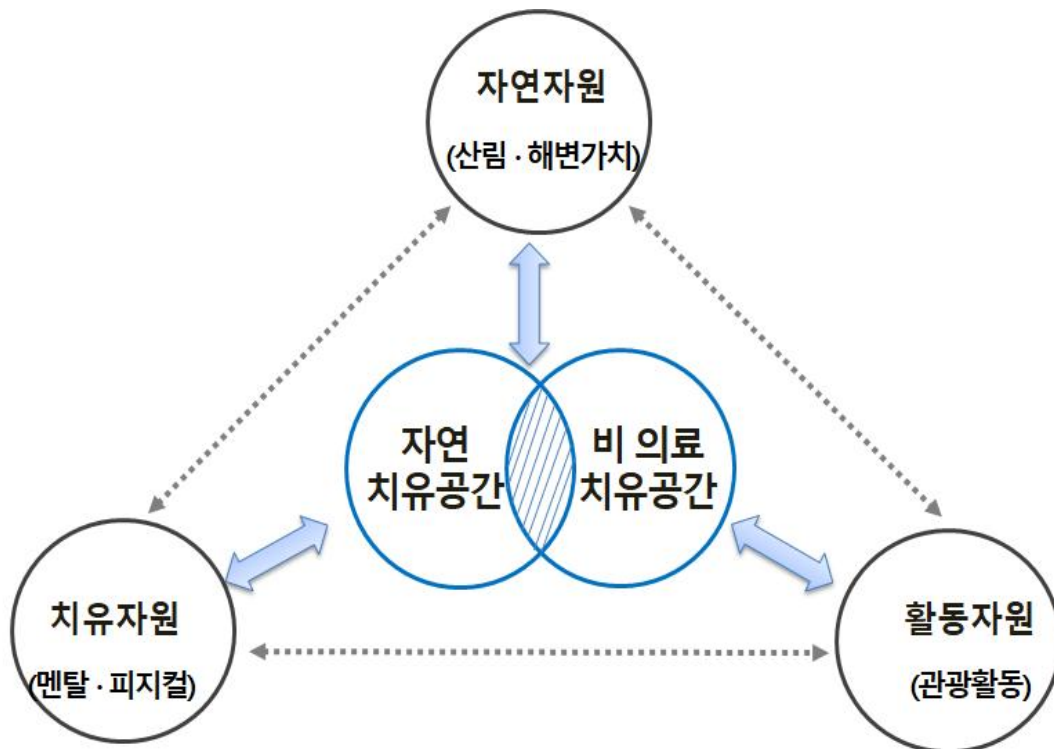 자연자원
(산림 · 해변가치)
자연
치유공간
비 의료
치유공간
치유자원
(멘탈 · 피지컬)
활동자원
(관광활동)